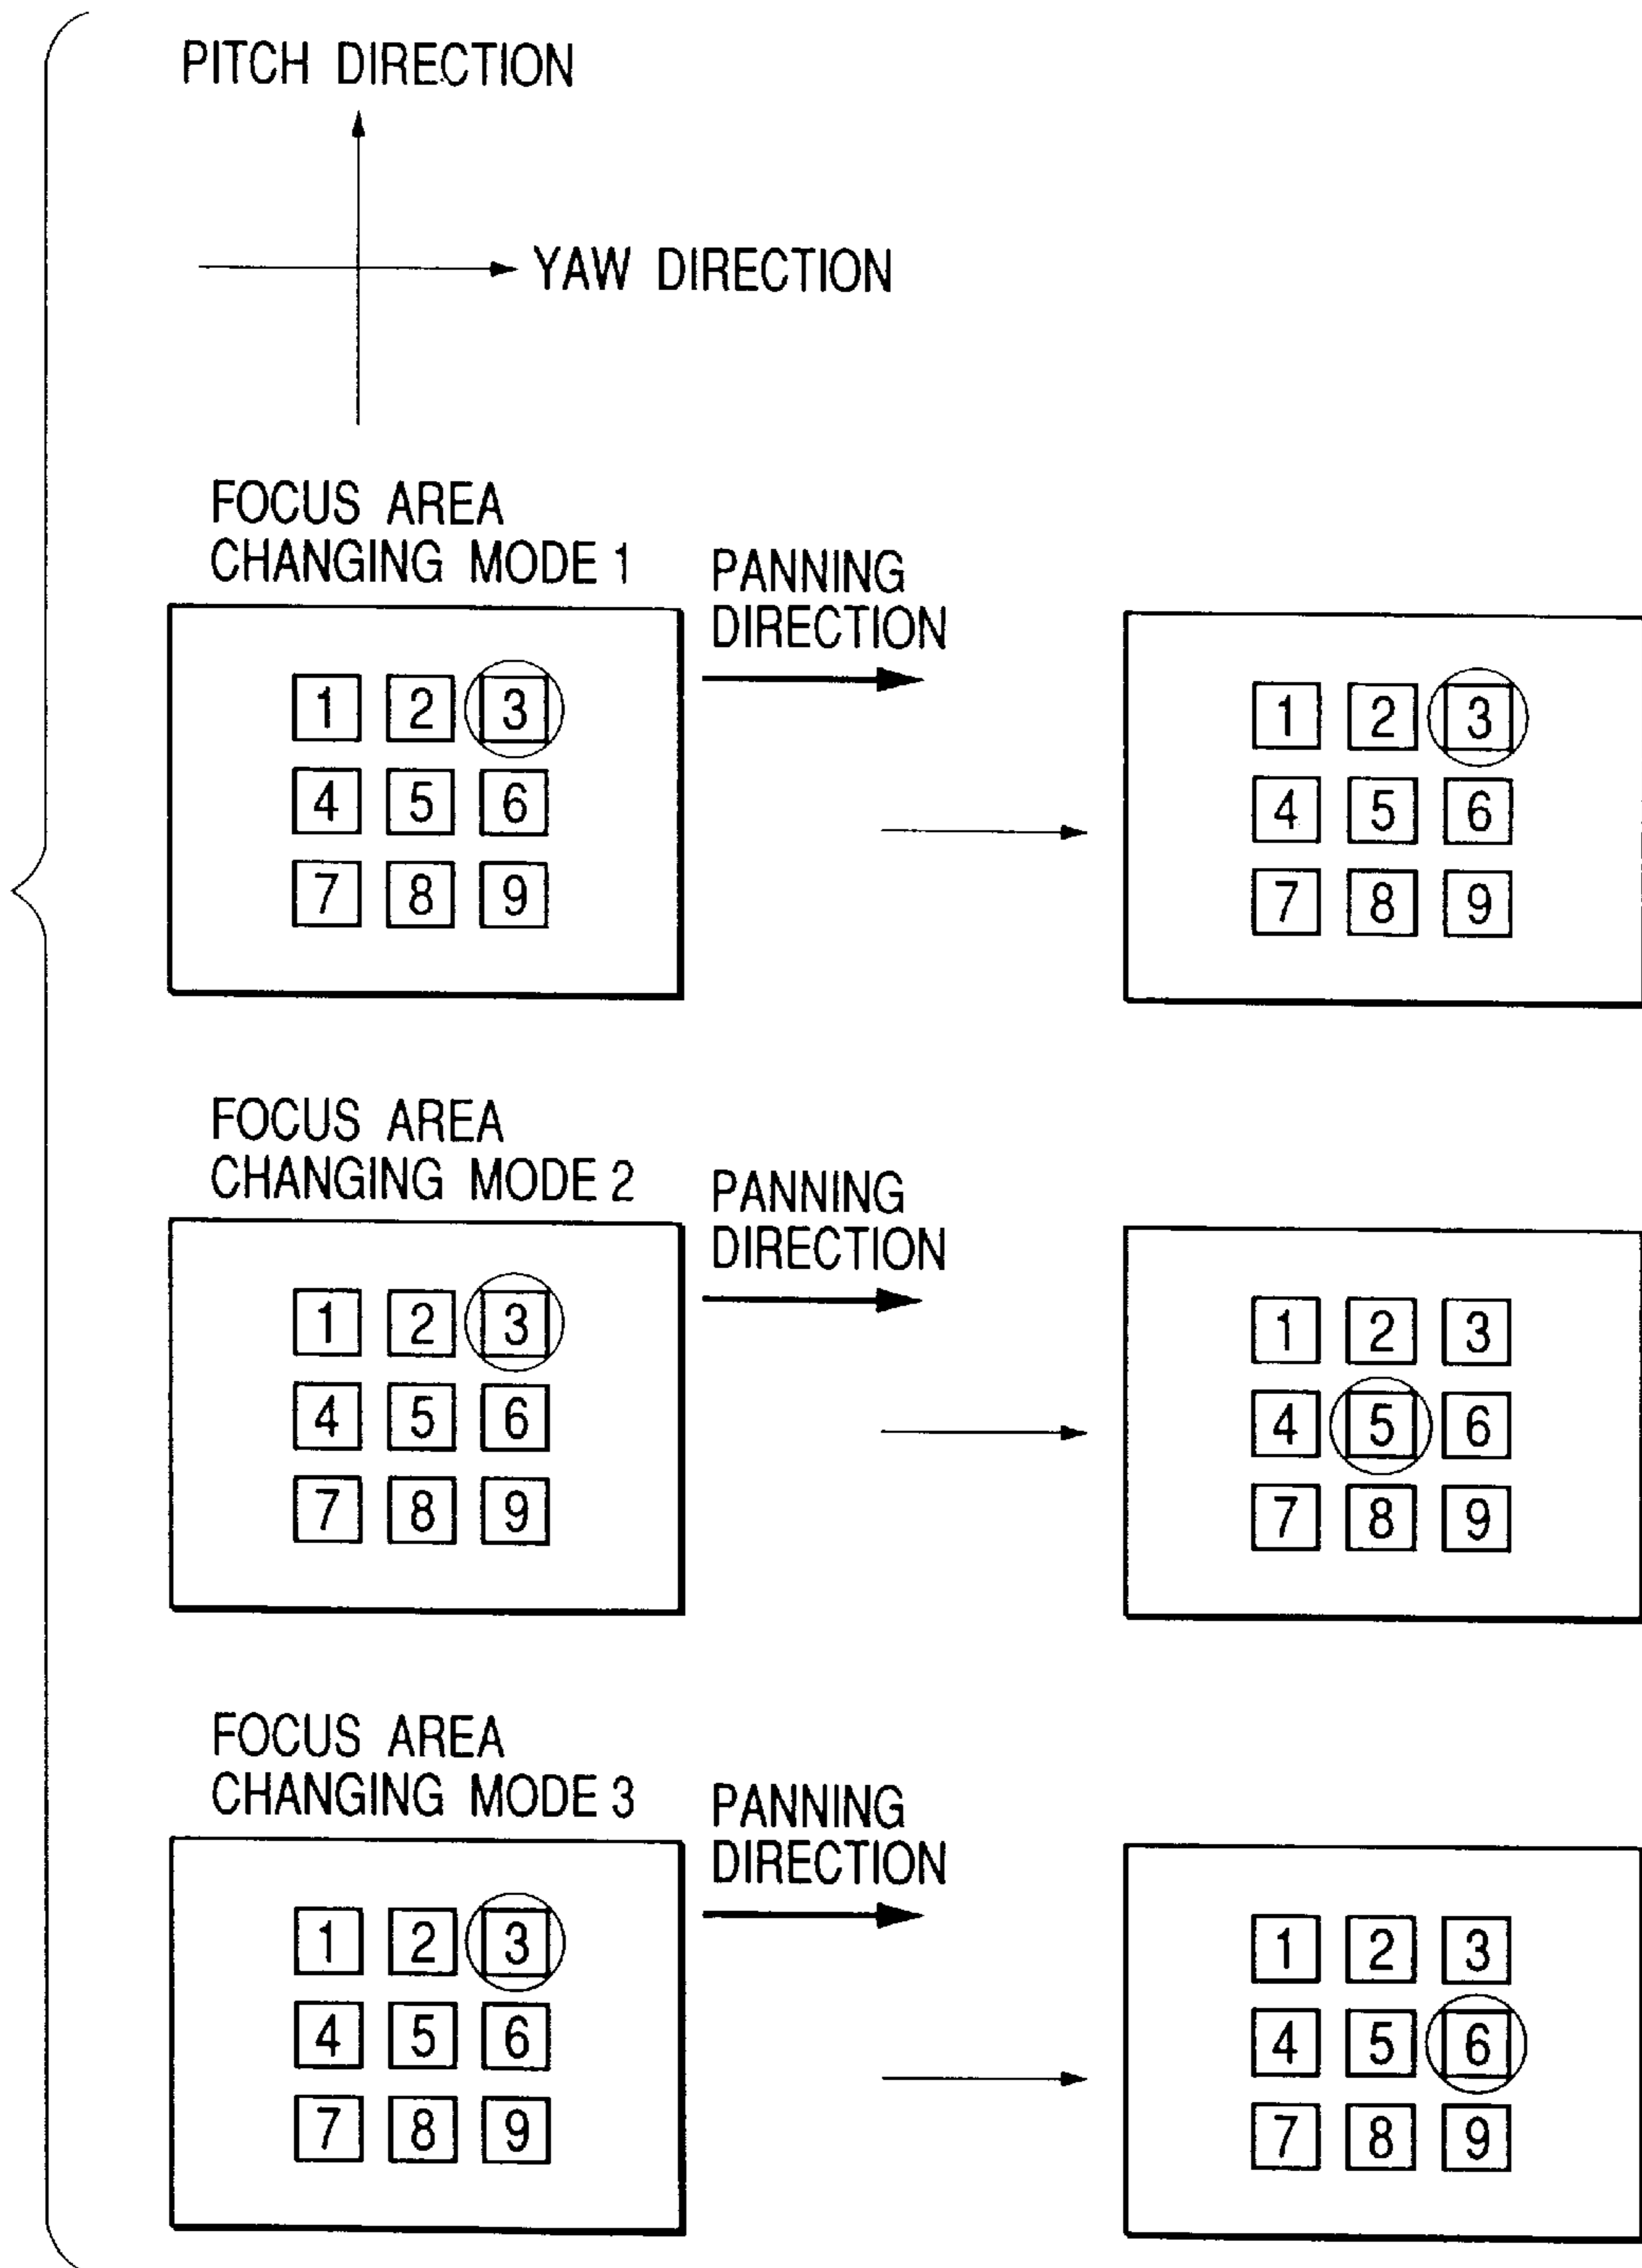 PITCH DIRECTION
YAW DIRECTION
FOCUS AREA
CHANGING MODE 1
PANNING
DIRECTION
1 2 3
4 5 6
7 8 9
1 2 3
4 5 6
7 8 9
FOCUS AREA
CHANGING MODE 2
PANNING
DIRECTION
1 2 3
4 5 6
7 8 9
1 2 3
4 5 6
7 8 9
FOCUS AREA
CHANGING MODE 3
PANNING
DIRECTION
1 2 3
4 5 6
7 8 9
1 2 3
4 5 6
7 8 9